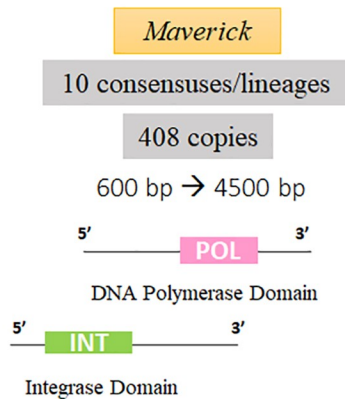 Maverick
10 consensuses/lineages
408 copies
600 bp → 4500 bp
5′ 3′
POL
DNA Polymerase Domain
5′ 3′
INT
Integrase Domain